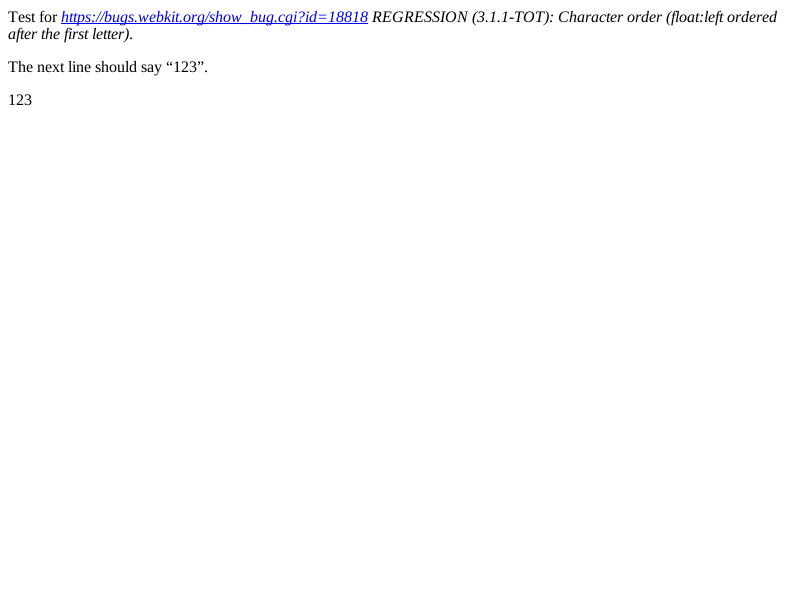 Test for https://bugs.webkit.org/show_bug.cgi?id=18818 REGRESSION (3.1.1-TOT): Character order (float:left ordered
after the first letter).
The next line should say “123”.
123